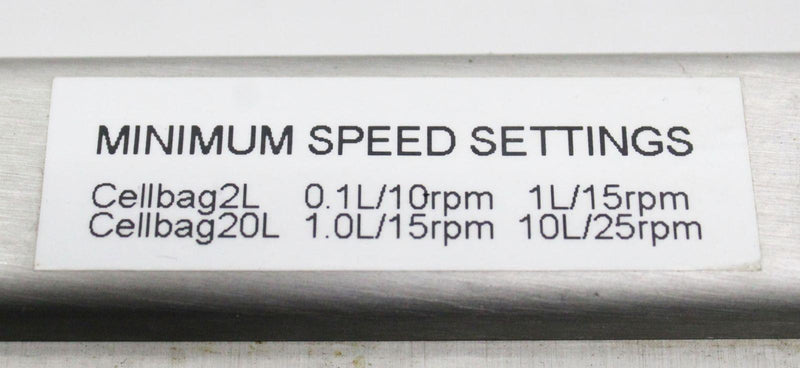 MINIMUM SPEED SETTINGS
Cellbag2L 0.1L/10rpm 1L/15rpm
Cellbag20L 1.0L/15rpm 10L/25rpm